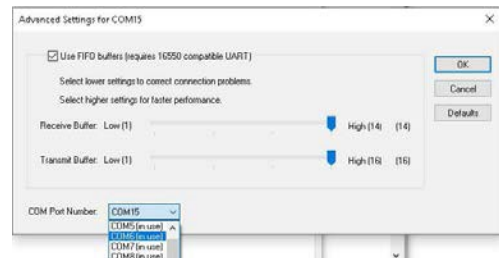 Advanced Settings for COM15
Use FIFO buffers (requires 16550 compatible UART)
Select lower settings to correct connection problems.
Select higher settings for faster performance.
Receive Buffer: Low (1) High (14) (14)
Transmit Buffer: Low (1) High (16) (16)
OK
Cancel
Defaults
COM Port Number: COM15
COM5 (in use)
COM6 (in use)
COM7 (in use)
COM8 (in use)